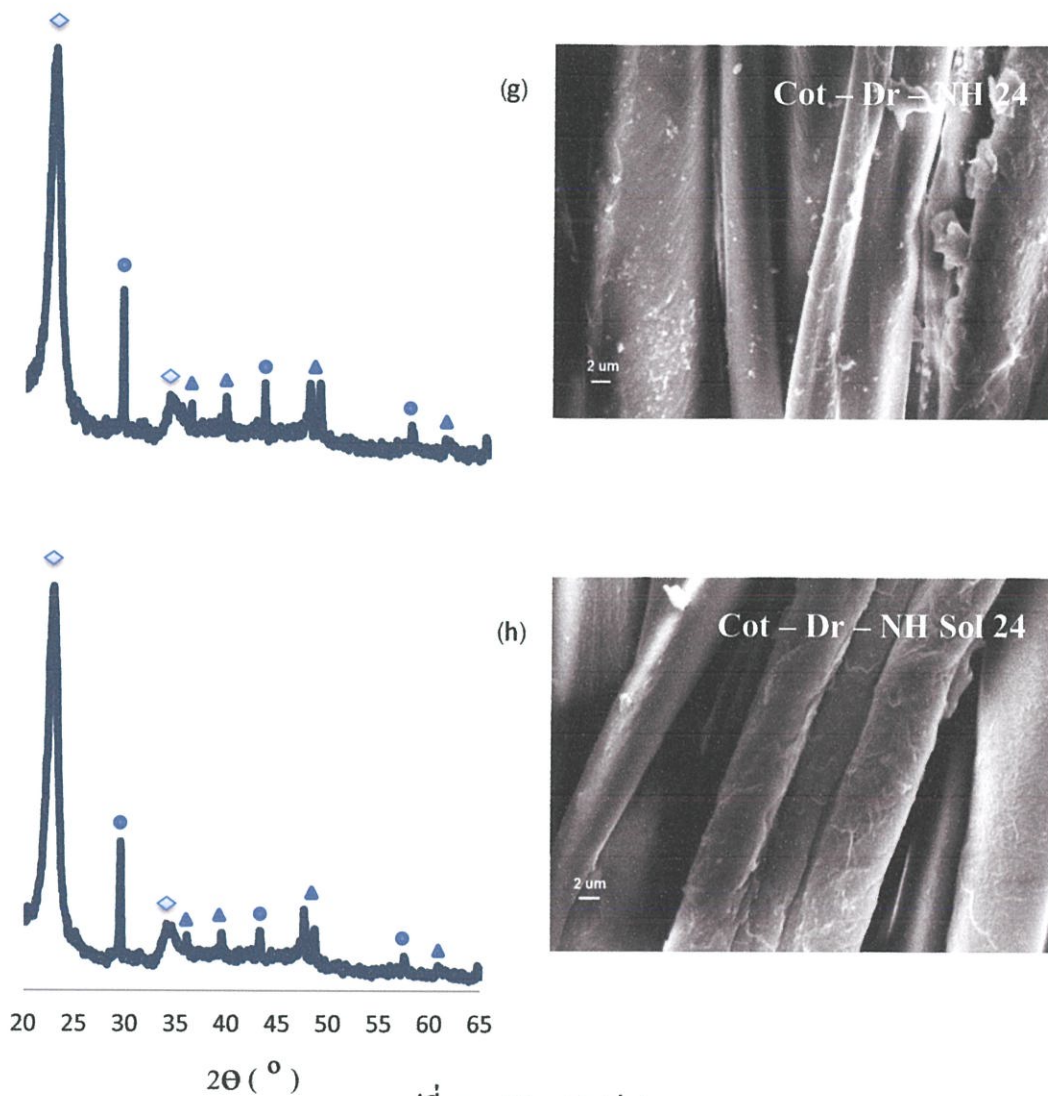 (g)
Cot – Dr – NH 24
2 um
(h)
Cot – Dr – NH Sol 24
2 um
20 25 30 35 40 45 50 55 60 65
2Θ ( ° )